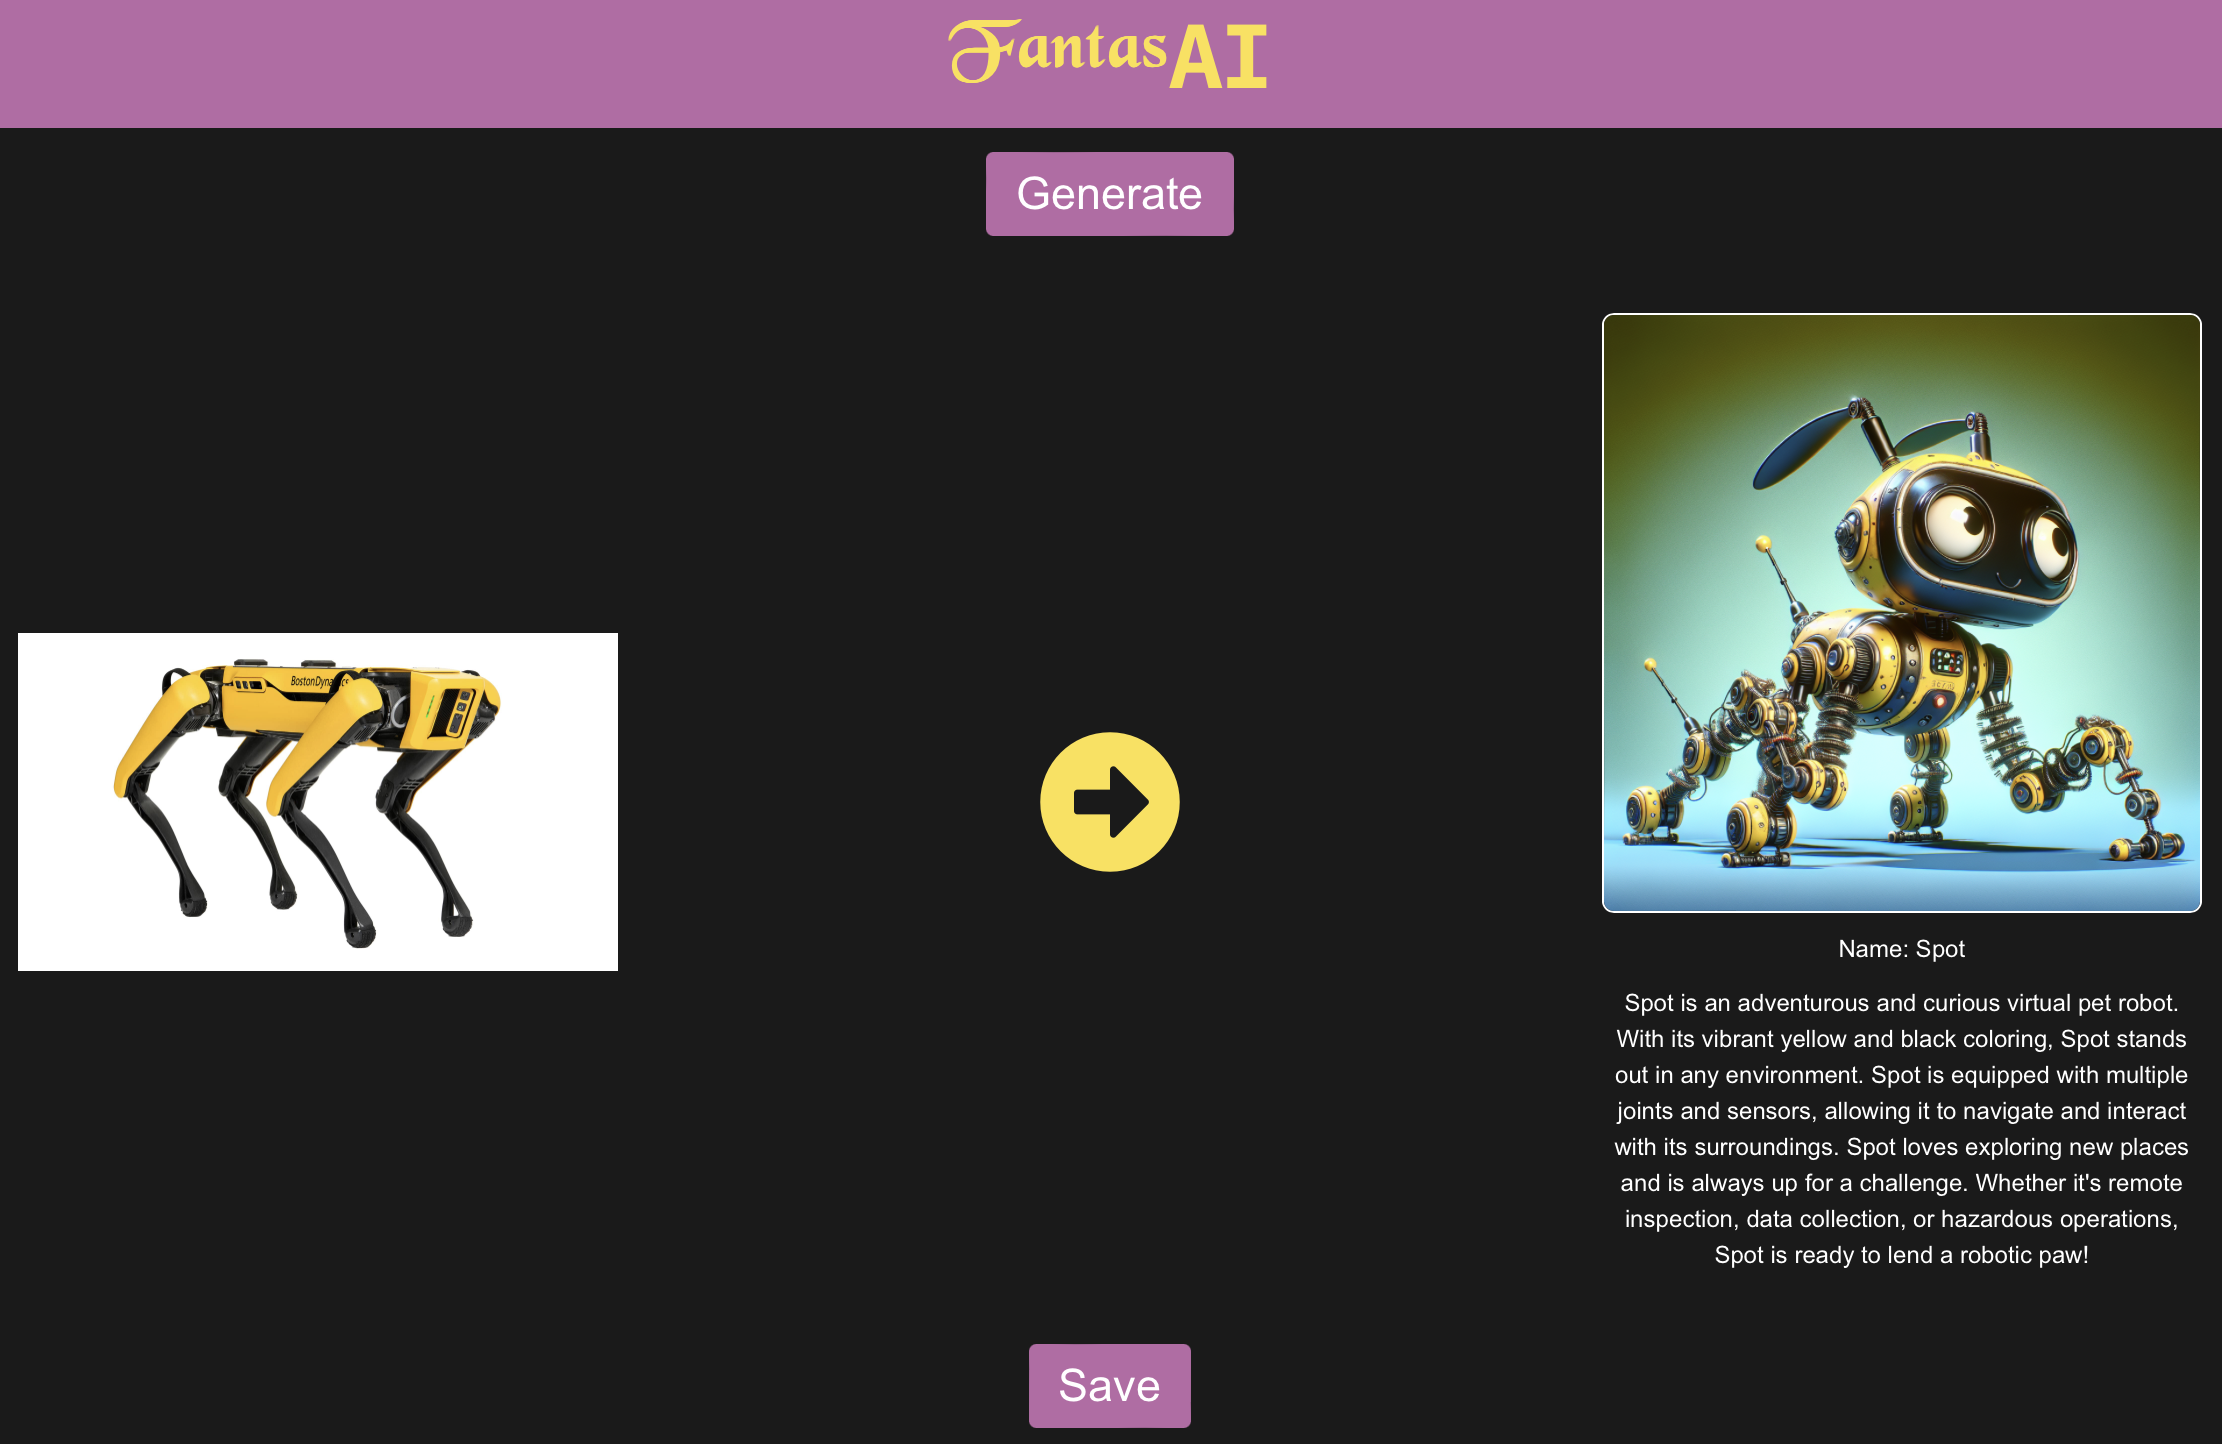 FantasAI
Generate
BostonDynamics
Name: Spot
Spot is an adventurous and curious virtual pet robot.
With its vibrant yellow and black coloring, Spot stands
out in any environment. Spot is equipped with multiple
joints and sensors, allowing it to navigate and interact
with its surroundings. Spot loves exploring new places
and is always up for a challenge. Whether it's remote
inspection, data collection, or hazardous operations,
Spot is ready to lend a robotic paw!
Save